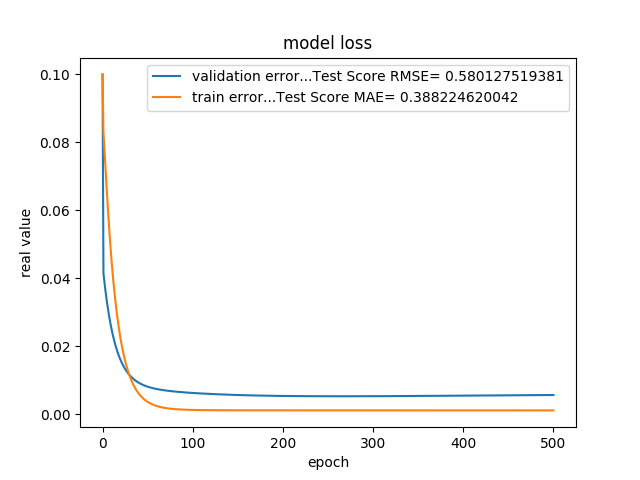 model loss
validation error...Test Score RMSE= 0.580127519381
train error...Test Score MAE= 0.388224620042
real value
0.10
0.08
0.06
0.04
0.02
0.00
0 100 200 300 400 500
epoch